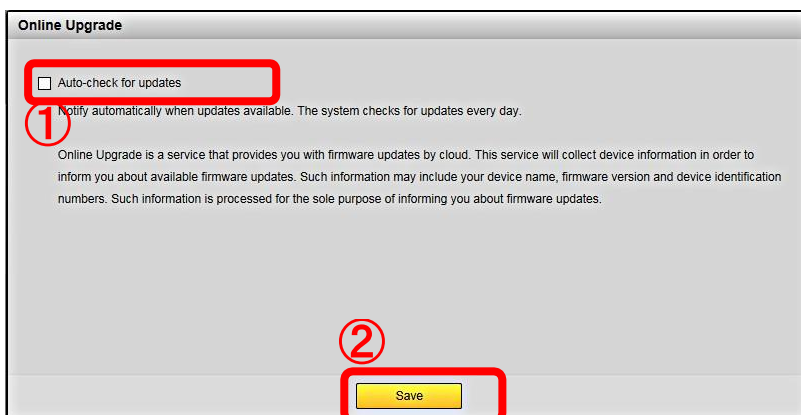 Online Upgrade
Auto-check for updates
①
Notify automatically when updates available. The system checks for updates every day.
Online Upgrade is a service that provides you with firmware updates by cloud. This service will collect device information in order to
inform you about available firmware updates. Such information may include your device name, firmware version and device identification
numbers. Such information is processed for the sole purpose of informing you about firmware updates.
②
Save